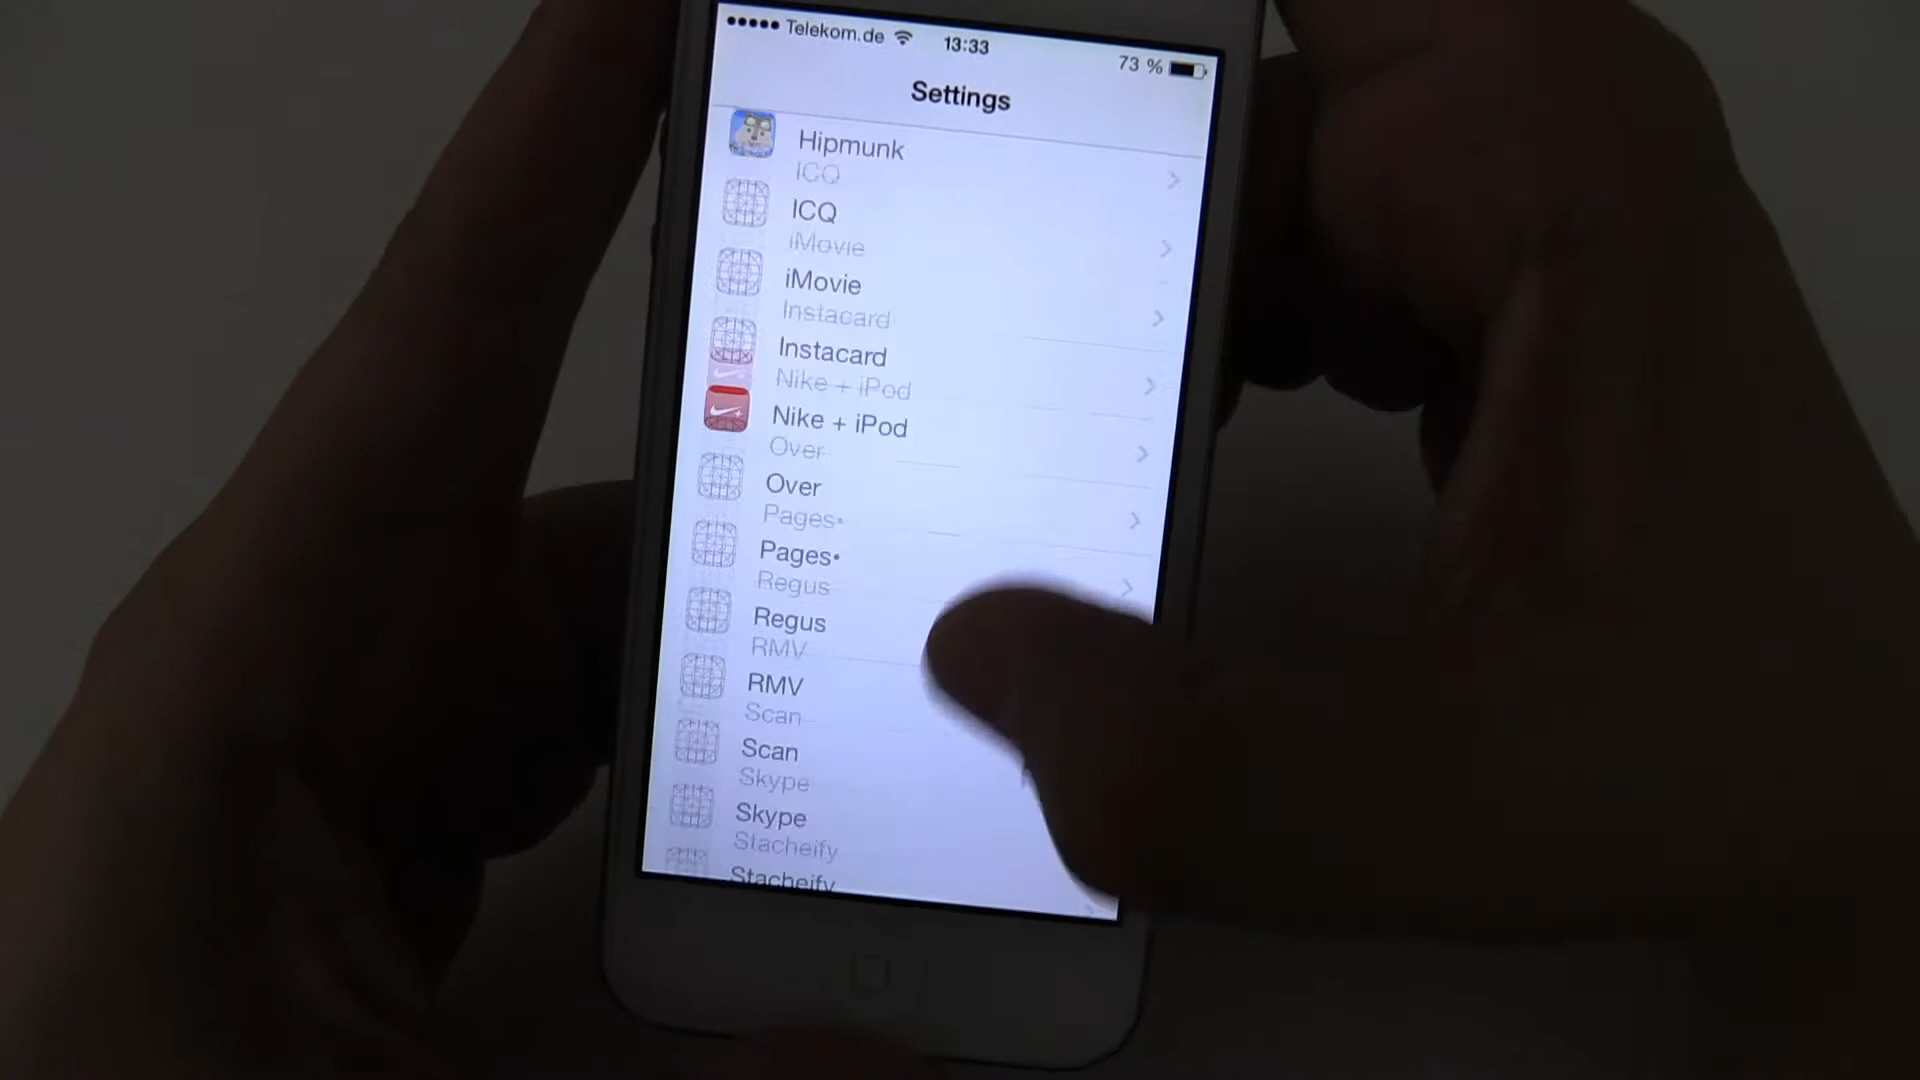 Telekom.de 13:33 73 %
Settings
Hipmunk
ICQ
ICQ
iMovie
iMovie
Instacard
Instacard
Nike + iPod
Nike + iPod
Over
Over
Pages•
Pages•
Regus
Regus
RMV
RMV
Scan
Scan
Skype
Skype
Stacheify
Stacheify